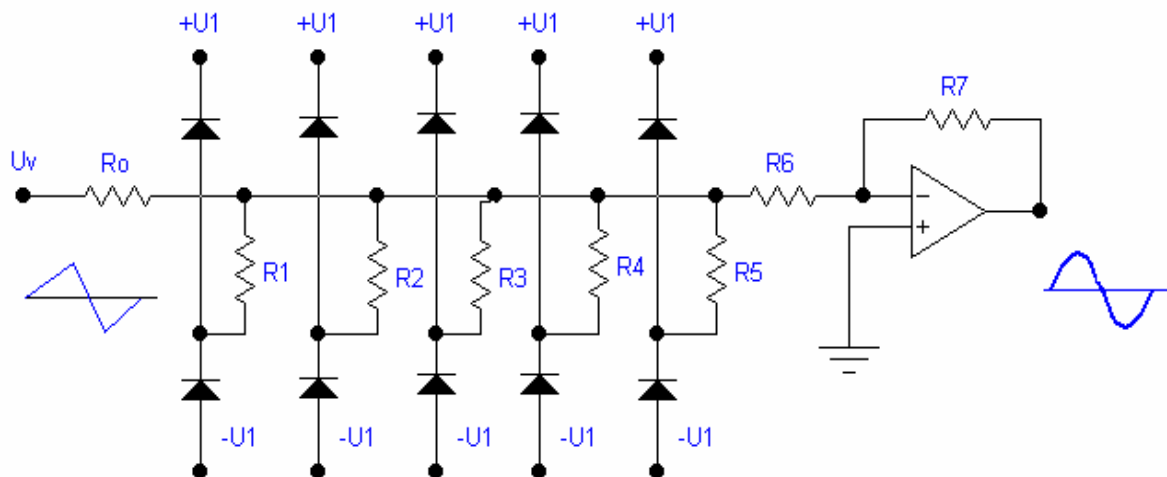 +U1 +U1 +U1 +U1 +U1
R7
Uv Ro R6
R1 R2 R3 R4 R5
-U1 -U1 -U1 -U1 -U1